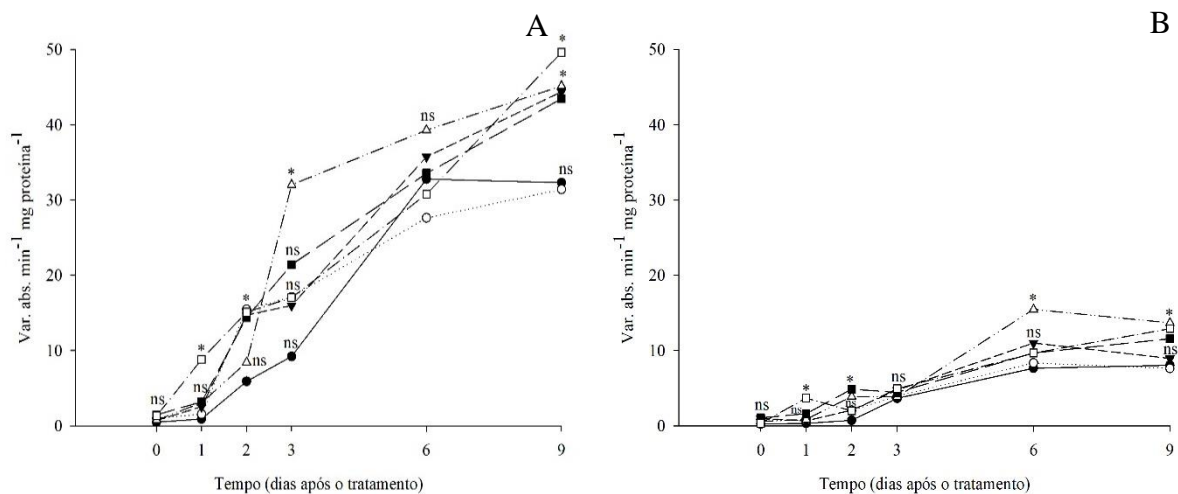 A
Var. abs. min⁻¹ mg proteína⁻¹
50
40
30
20
10
0
ns
ns
*
*
ns
*
ns
ns
ns
*
ns
*
*
ns
0 1 2 3 6 9
Tempo (dias após o tratamento)
B
Var. abs. min⁻¹ mg proteína⁻¹
50
40
30
20
10
0
ns
*
ns
*
ns
*
ns
*
ns
0 1 2 3 6 9
Tempo (dias após o tratamento)